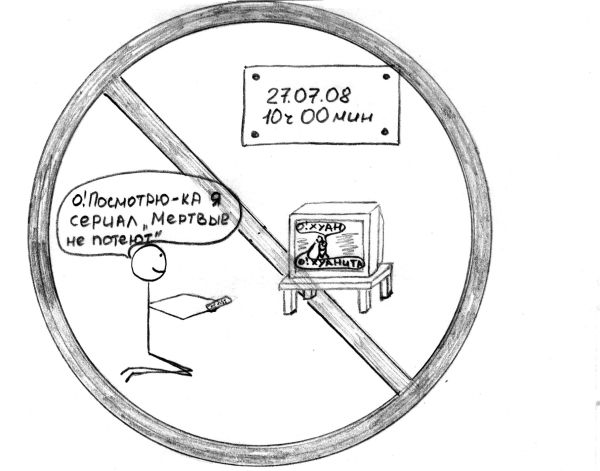 27.07.08
10ч 00мин
О! Посмотрю-ка я
сериал „Мертвые
не потеют"
О! ХУАН
О! ХУАНИТА